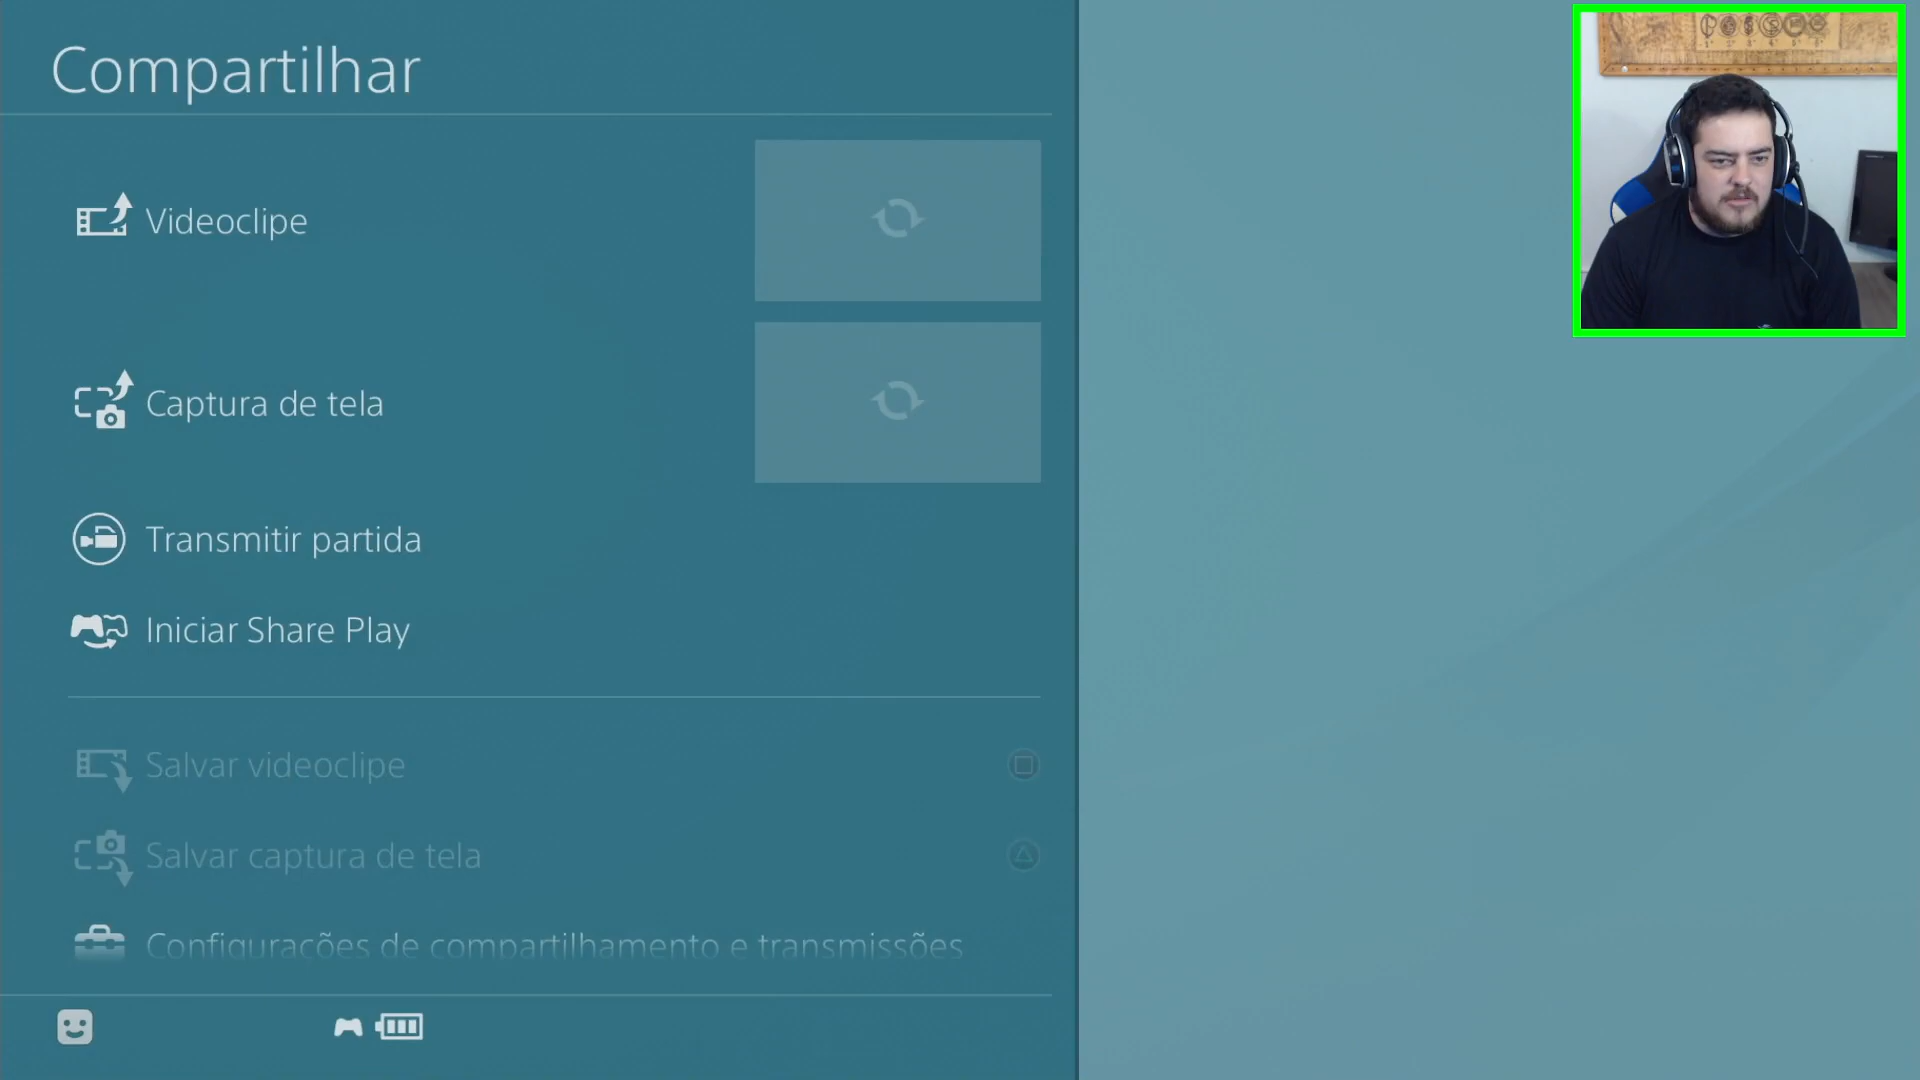 Compartilhar
Videoclipe
Captura de tela
Transmitir partida
Iniciar Share Play
Salvar videoclipe
Salvar captura de tela
Configurações de compartilhamento e transmissões